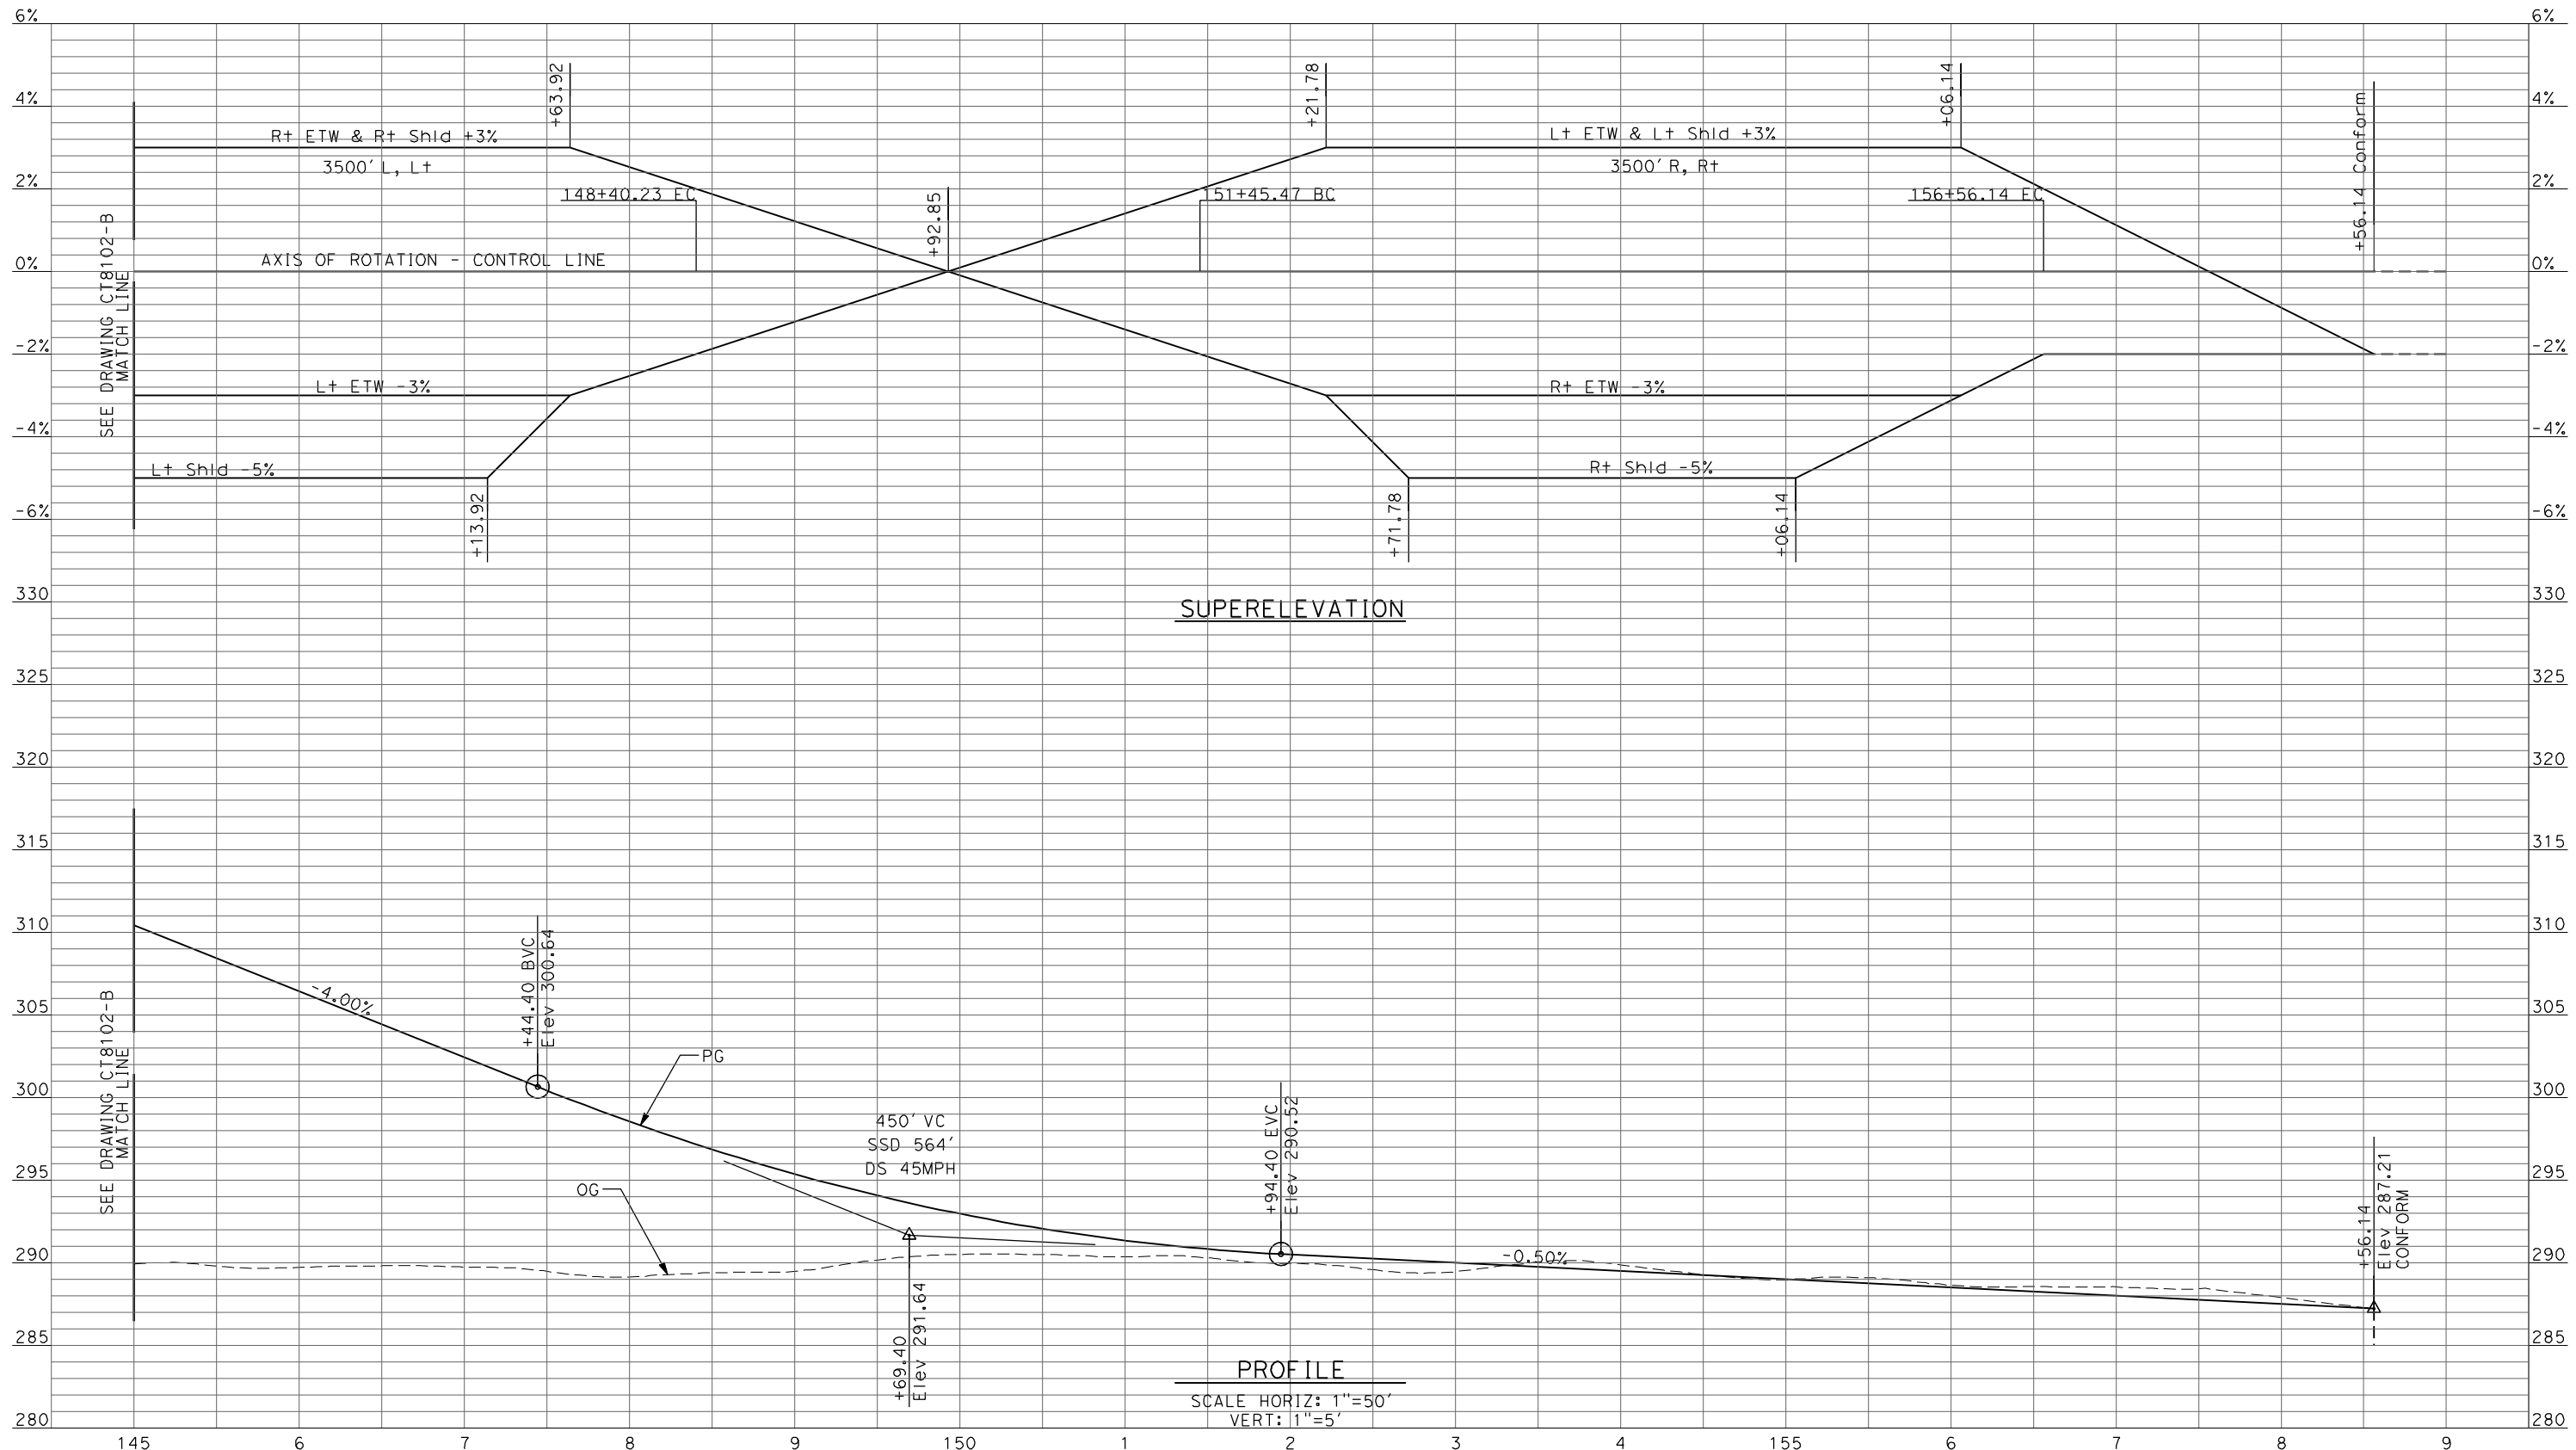 6% 6%
+63.92
+21.78
+06.14
+56.14 Conform
4% 4%
Rt ETW & Rt Shld +3%
Lt ETW & Lt Shld +3%
3500' L, Lt
3500' R, Rt
2% 2%
148+40.23 EC
+92.85
151+45.47 BC
156+56.14 EC
SEE DRAWING CT8102-B
MATCH LINE
0% 0%
AXIS OF ROTATION - CONTROL LINE
-2% -2%
Lt ETW -3%
Rt ETW -3%
-4% -4%
Lt Shld -5%
Rt Shld -5%
+13.92
+71.78
+06.14
-6% -6%
330 330
SUPERELEVATION
325 325
320 320
315 315
310 310
-4.00%
+44.40 BVC
Elev 300.64
305 305
SEE DRAWING CT8102-B
MATCH LINE
PG
300 300
450' VC
SSD 564'
DS 45MPH
+94.40 EVC
Elev 290.52
295 295
OG
+56.14
Elev 287.21
CONFORM
290 290
-0.50%
+69.40
Elev 291.64
285 285
PROFILE
SCALE HORIZ: 1"=50'
VERT: 1"=5'
280 280
145 6 7 8 9 150 1 2 3 4 155 6 7 8 9